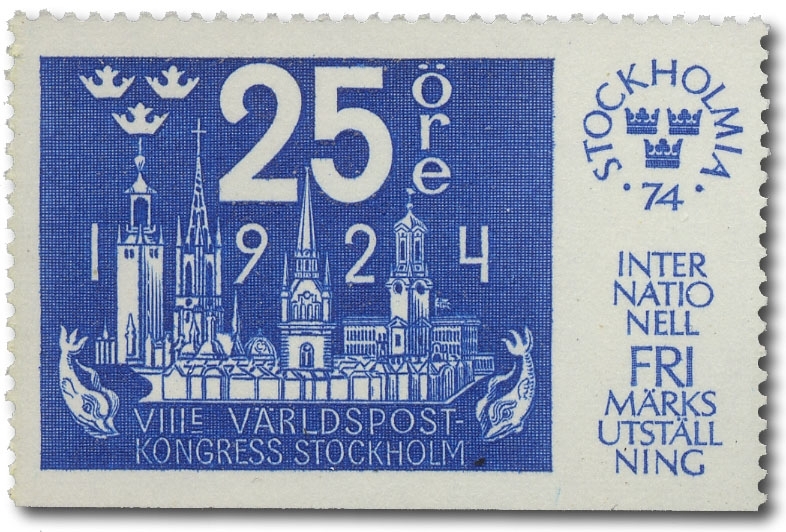 25 öre
1924
VIIIE VÄRLDSPOST-
KONGRESS STOCKHOLM
STOCKHOLMIA
· 74 ·
INTER
NATIO
NELL
FRI
MÄRKS
UTSTÄLL
NING